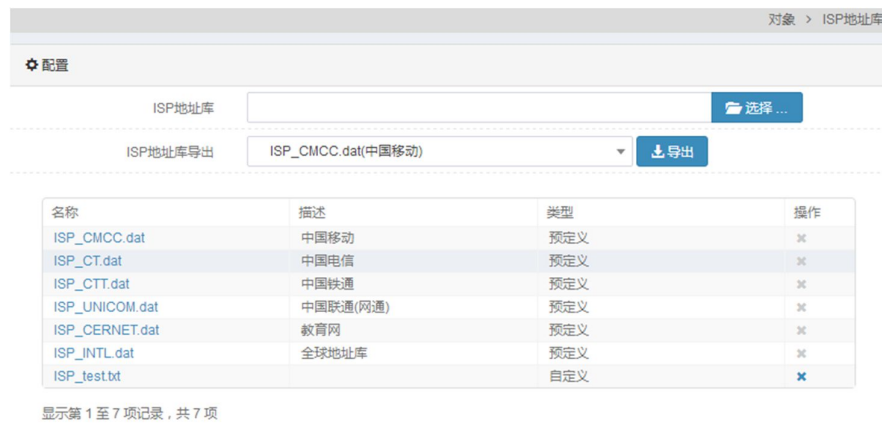 对象 > ISP地址库
配置
ISP地址库 选择 ...
ISP地址库导出 ISP_CMCC.dat(中国移动) 导出
名称 描述 类型 操作
ISP_CMCC.dat 中国移动 预定义
ISP_CT.dat 中国电信 预定义
ISP_CTT.dat 中国铁通 预定义
ISP_UNICOM.dat 中国联通(网通) 预定义
ISP_CERNET.dat 教育网 预定义
ISP_INTL.dat 全球地址库 预定义
ISP_test.txt 自定义
显示第 1 至 7 项记录，共 7 项